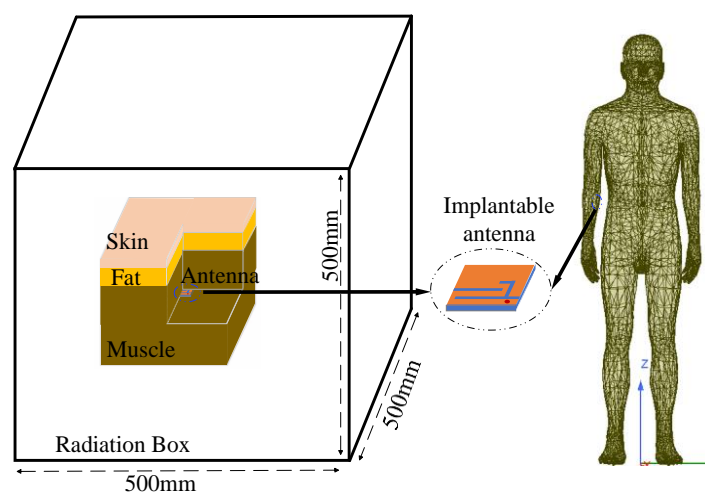 Skin
Fat
Antenna
Muscle
Radiation Box
500mm
500mm
500mm
Implantable
antenna
Z